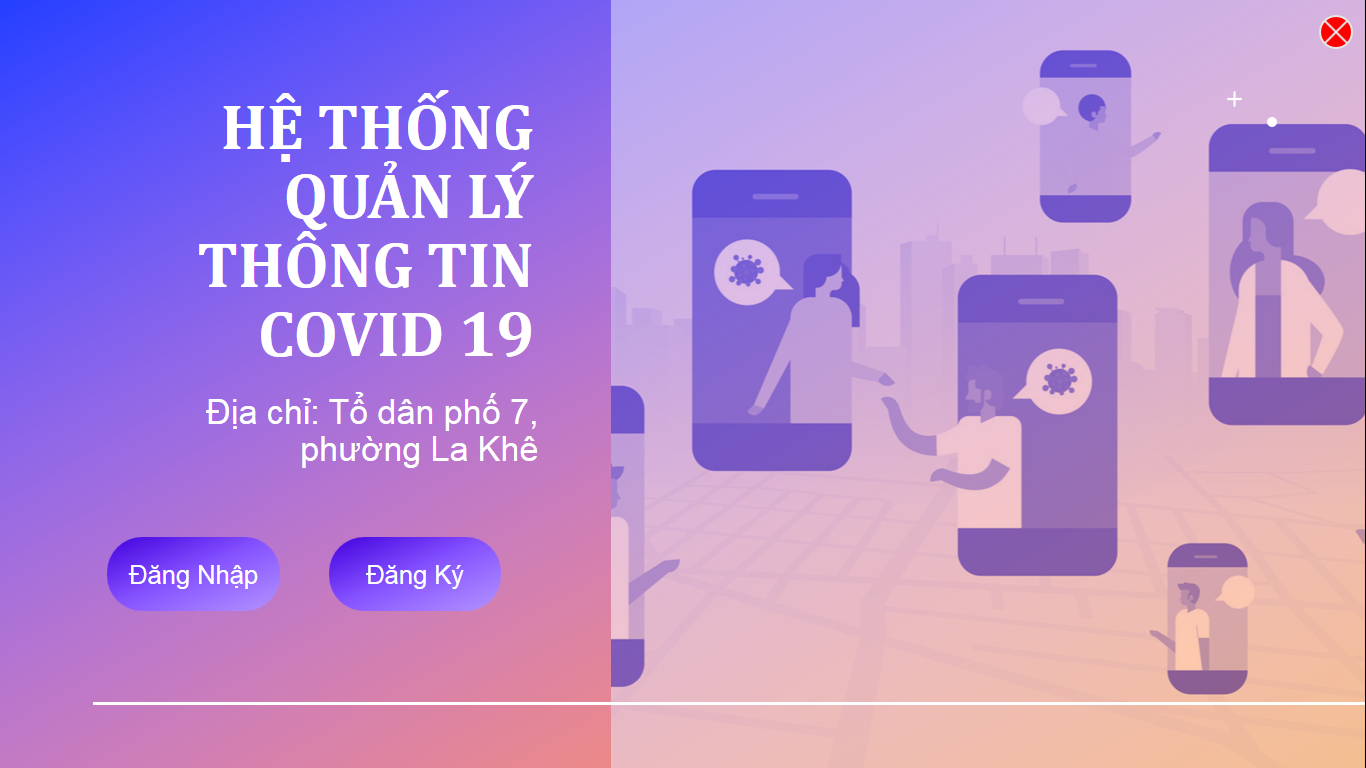 HỆ THỐNG
QUẢN LÝ
THÔNG TIN
COVID 19
Địa chỉ: Tổ dân phố 7,
phường La Khê
Đăng Nhập
Đăng Ký